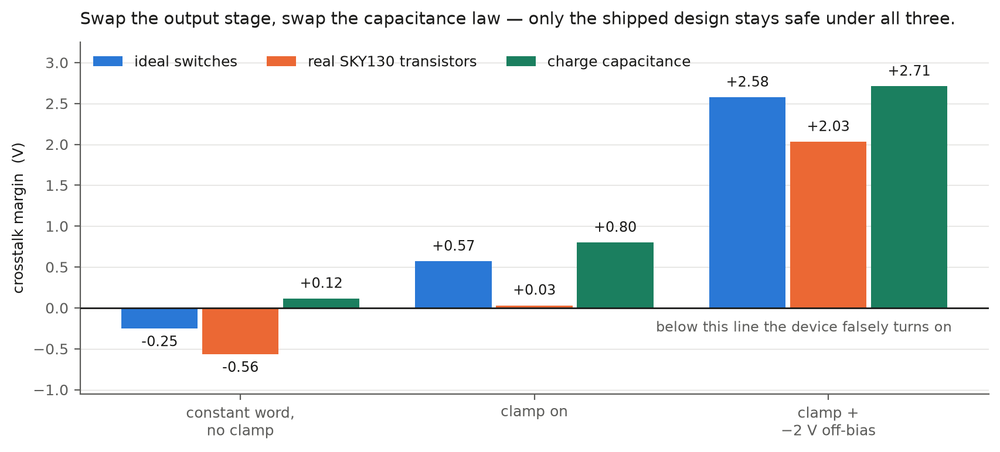 Swap the output stage, swap the capacitance law — only the shipped design stays safe under all three.
ideal switches
real SKY130 transistors
charge capacitance
crosstalk margin (V)
3.0
2.5
2.0
1.5
1.0
0.5
0.0
−0.5
−1.0
-0.25
-0.56
+0.12
+0.57
+0.03
+0.80
+2.58
+2.03
+2.71
below this line the device falsely turns on
constant word,
no clamp
clamp on
clamp +
−2 V off-bias